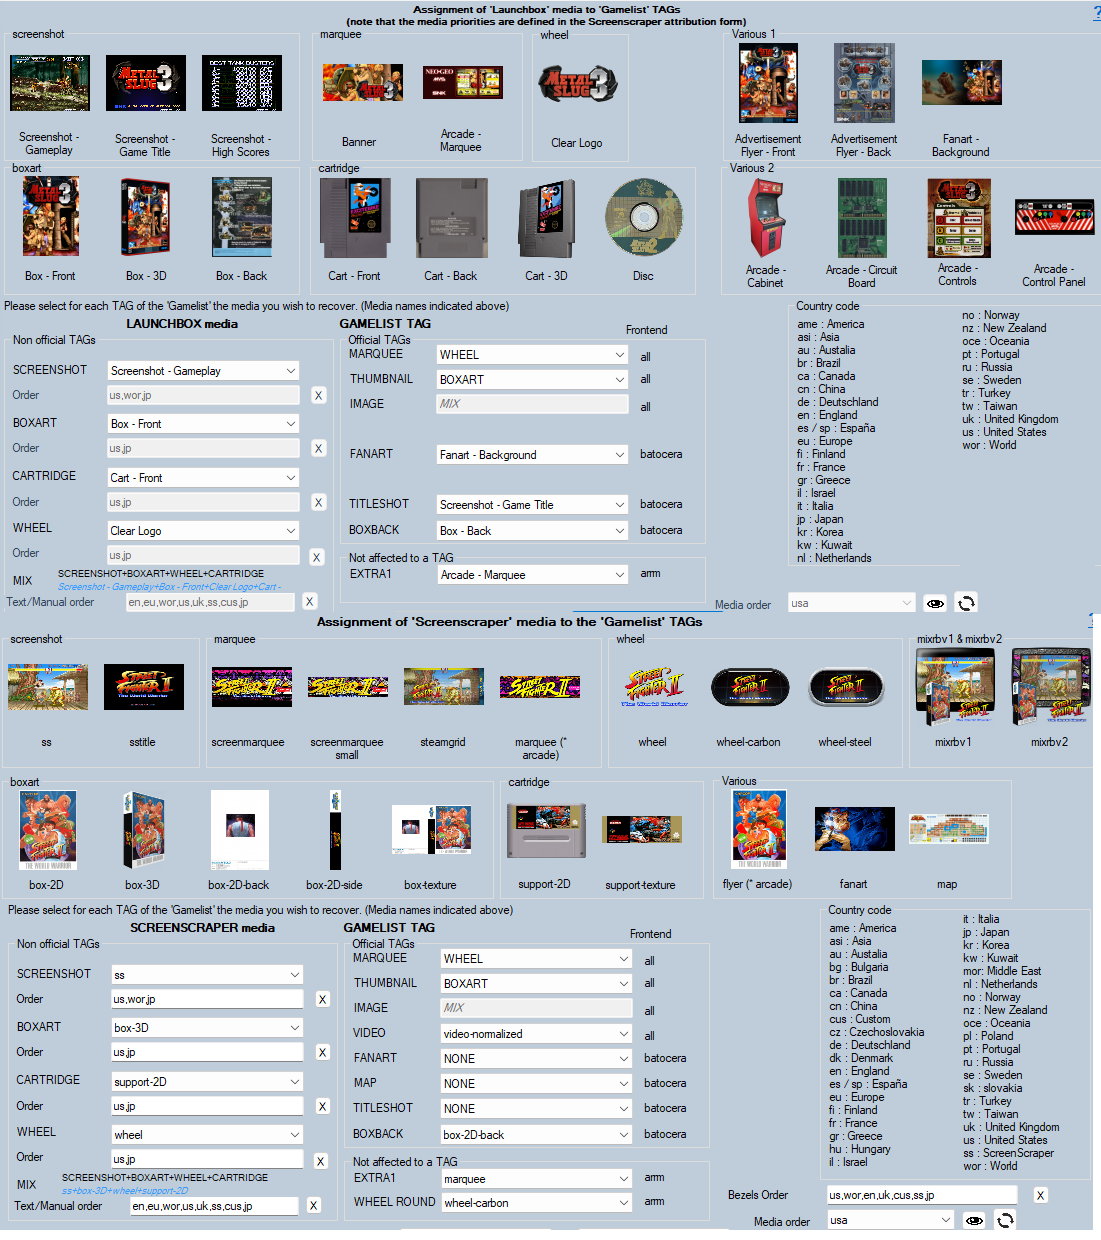 Assignment of 'Launchbox' media to 'Gamelist' TAGs
(note that the media priorities are defined in the Screenscraper attribution form)
?
screenshot
marquee
wheel
Various 1
Screenshot - Gameplay
Screenshot - Game Title
Screenshot - High Scores
Banner
Arcade - Marquee
Clear Logo
Advertisement Flyer - Front
Advertisement Flyer - Back
Fanart - Background
boxart
cartridge
Various 2
Box - Front
Box - 3D
Box - Back
Cart - Front
Cart - Back
Cart - 3D
Disc
Arcade - Cabinet
Arcade - Circuit Board
Arcade - Controls
Arcade - Control Panel
Please select for each TAG of the 'Gamelist' the media you wish to recover. (Media names indicated above)
LAUNCHBOX media
GAMELIST TAG
Frontend
Non official TAGs
SCREENSHOT
Screenshot - Gameplay
Order
us,wor,jp
X
BOXART
Box - Front
Order
us,jp
X
CARTRIDGE
Cart - Front
Order
us,jp
X
WHEEL
Clear Logo
Order
us,jp
X
MIX
SCREENSHOT+BOXART+WHEEL+CARTRIDGE
Screenshot - Gameplay+Box - Front+Clear Logo+Cart -
Text/Manual order
en,eu,wor,us,uk,ss,cus,jp
X
Official TAGs
MARQUEE
WHEEL
all
THUMBNAIL
BOXART
all
IMAGE
MIX
all
FANART
Fanart - Background
batocera
TITLESHOT
Screenshot - Game Title
batocera
BOXBACK
Box - Back
batocera
Not affected to a TAG
EXTRA1
Arcade - Marquee
arm
Country code
ame : America
asi : Asia
au : Austalia
br : Brazil
ca : Canada
cn : China
de : Deutschland
en : England
es / sp : España
eu : Europe
fi : Finland
fr : France
gr : Greece
il : Israel
it : Italia
jp : Japan
kr : Korea
kw : Kuwait
nl : Netherlands
no : Norway
nz : New Zealand
oce : Oceania
pt : Portugal
ru : Russia
se : Sweden
tr : Turkey
tw : Taiwan
uk : United Kingdom
us : United States
wor : World
Media order
usa
Assignment of 'Screenscraper' media to the 'Gamelist' TAGs
?
screenshot
marquee
wheel
mixrbv1 & mixrbv2
ss
sstitle
screenmarquee
screenmarquee small
steamgrid
marquee (* arcade)
wheel
wheel-carbon
wheel-steel
mixrbv1
mixrbv2
boxart
cartridge
Various
box-2D
box-3D
box-2D-back
box-2D-side
box-texture
support-2D
support-texture
flyer (* arcade)
fanart
map
Please select for each TAG of the 'Gamelist' the media you wish to recover. (Media names indicated above)
SCREENSCRAPER media
GAMELIST TAG
Frontend
Non official TAGs
SCREENSHOT
ss
Order
us,wor,jp
X
BOXART
box-3D
Order
us,jp
X
CARTRIDGE
support-2D
Order
us,jp
X
WHEEL
wheel
Order
us,jp
X
MIX
SCREENSHOT+BOXART+WHEEL+CARTRIDGE
ss+box-3D+wheel+support-2D
Text/Manual order
en,eu,wor,us,uk,ss,cus,jp
X
Official TAGs
MARQUEE
WHEEL
all
THUMBNAIL
BOXART
all
IMAGE
MIX
all
VIDEO
video-normalized
all
FANART
NONE
batocera
MAP
NONE
batocera
TITLESHOT
NONE
batocera
BOXBACK
box-2D-back
batocera
Not affected to a TAG
EXTRA1
marquee
arm
WHEEL ROUND
wheel-carbon
arm
Country code
ame : America
asi : Asia
au : Austalia
bg : Bulgaria
br : Brazil
ca : Canada
cn : China
cus : Custom
cz : Czechoslovakia
de : Deutschland
dk : Denmark
en : England
es / sp : España
eu : Europe
fi : Finland
fr : France
gr : Greece
hu : Hungary
il : Israel
it : Italia
jp : Japan
kr : Korea
kw : Kuwait
mor: Middle East
nl : Netherlands
no : Norway
nz : New Zealand
oce : Oceania
pl : Poland
pt : Portugal
ru : Russia
se : Sweden
sk : slovakia
tr : Turkey
tw : Taiwan
uk : United Kingdom
us : United States
ss : ScreenScraper
wor : World
Bezels Order
us,wor,en,uk,cus,ss,jp
X
Media order
usa